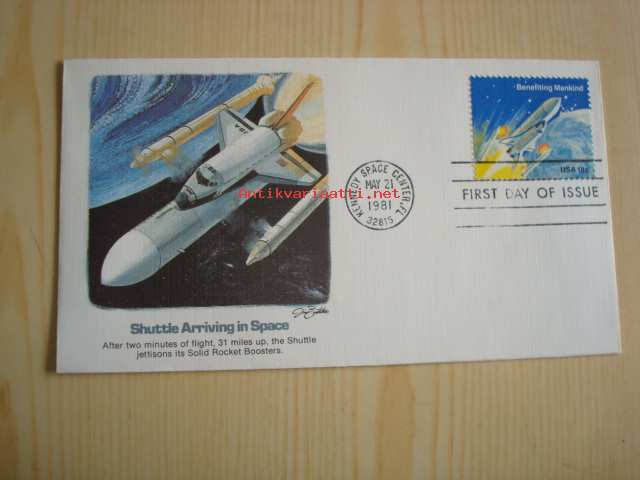 Benefiting Mankind
USA 18c
KENNEDY SPACE CENTER, FL
MAY 21
1981
32815
FIRST DAY OF ISSUE
USA
Antikvariaatti.net
Shuttle Arriving in Space
After two minutes of flight, 31 miles up, the Shuttle
jettisons its Solid Rocket Boosters.